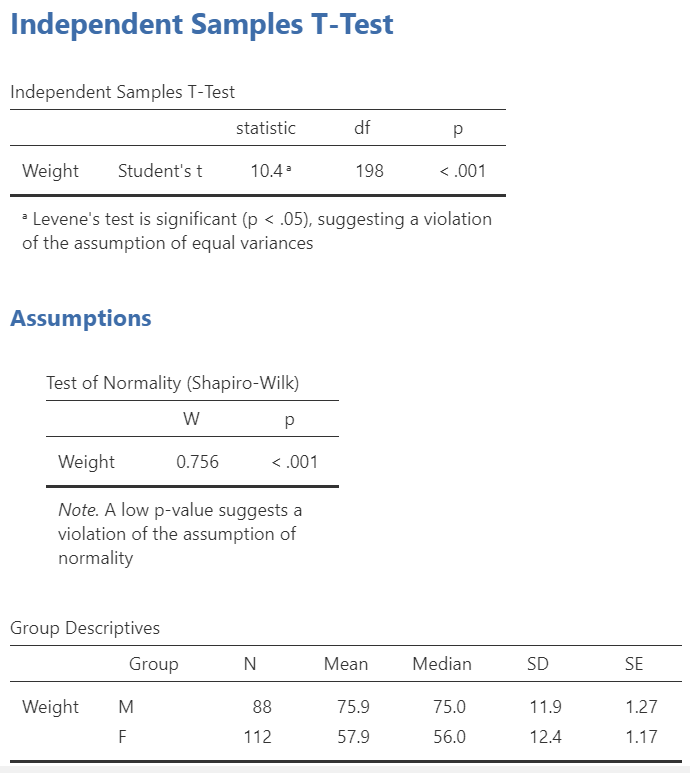 Independent Samples T-Test
Independent Samples T-Test
statistic df p
Weight Student's t 10.4 ᵃ 198 < .001
ᵃ Levene's test is significant (p < .05), suggesting a violation
of the assumption of equal variances
Assumptions
Test of Normality (Shapiro-Wilk)
W p
Weight 0.756 < .001
Note. A low p-value suggests a
violation of the assumption of
normality
Group Descriptives
Group N Mean Median SD SE
Weight M 88 75.9 75.0 11.9 1.27
F 112 57.9 56.0 12.4 1.17